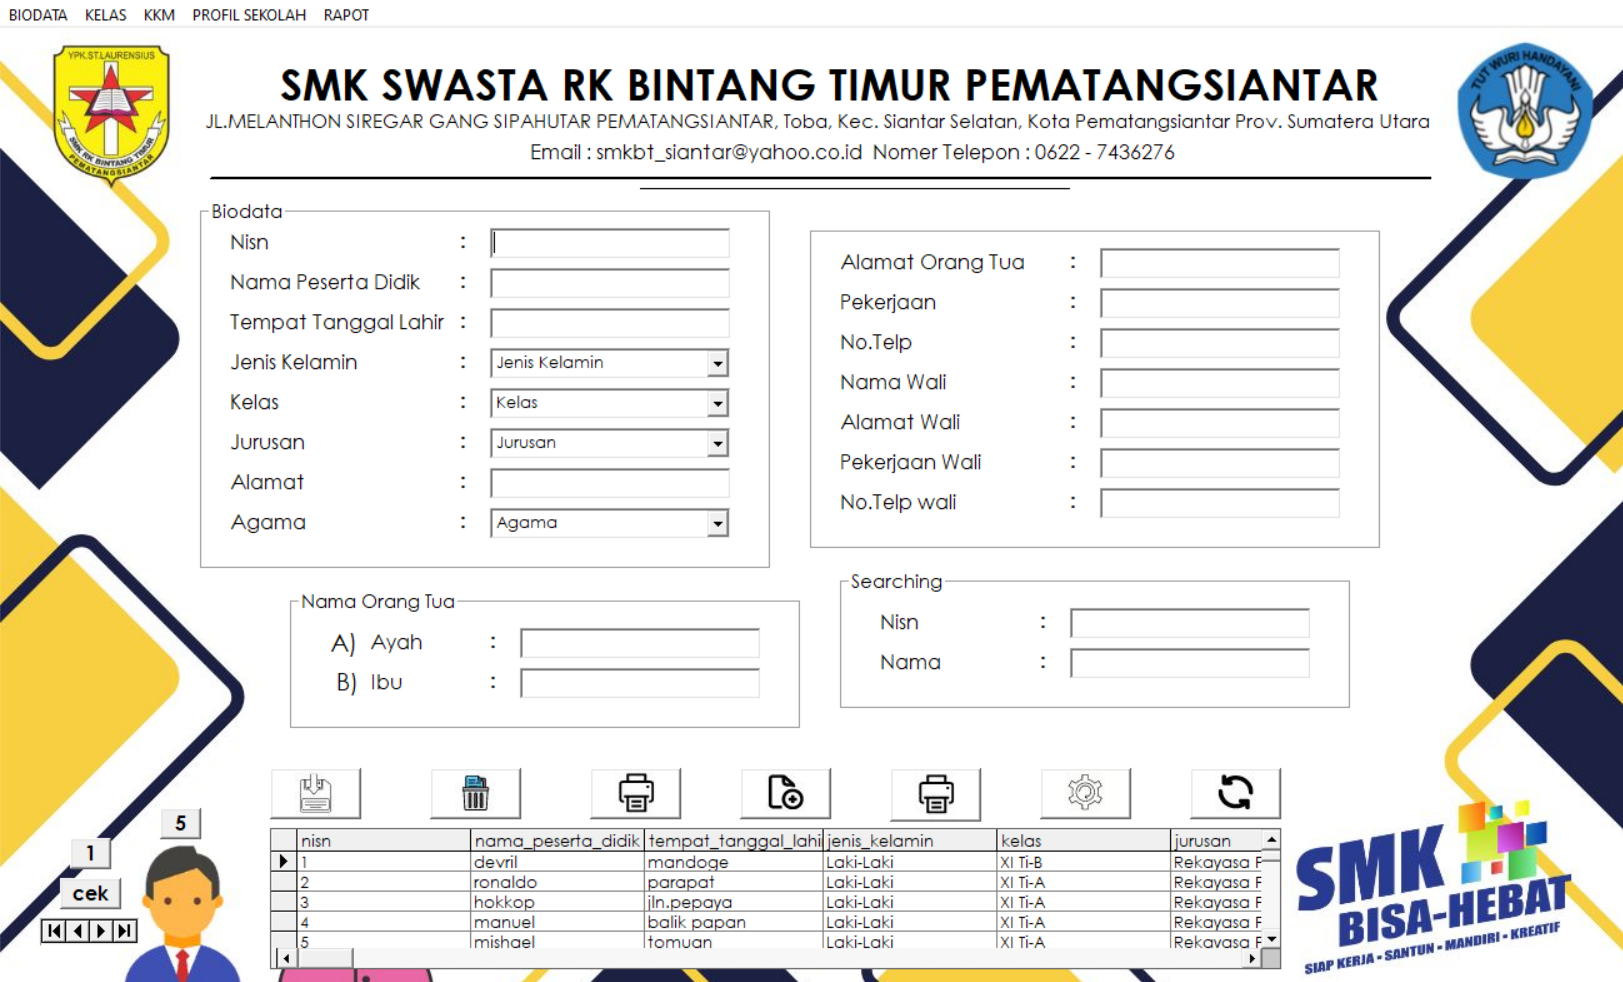 BIODATA KELAS KKM PROFIL SEKOLAH RAPOT
YPK.ST.LAURENSIUS
SMK RK BINTANG TIMUR
PEMATANGSIANTAR
SMK SWASTA RK BINTANG TIMUR PEMATANGSIANTAR
JL.MELANTHON SIREGAR GANG SIPAHUTAR PEMATANGSIANTAR, Toba, Kec. Siantar Selatan, Kota Pematangsiantar Prov. Sumatera Utara
Email : smkbt_siantar@yahoo.co.id Nomer Telepon : 0622 - 7436276
TUT WURI HANDAYANI
Biodata
Nisn :
Nama Peserta Didik :
Tempat Tanggal Lahir :
Jenis Kelamin : Jenis Kelamin
Kelas : Kelas
Jurusan : Jurusan
Alamat :
Agama : Agama
Alamat Orang Tua :
Pekerjaan :
No.Telp :
Nama Wali :
Alamat Wali :
Pekerjaan Wali :
No.Telp wali :
Nama Orang Tua
A) Ayah :
B) Ibu :
Searching
Nisn :
Nama :
5
1
cek
nisn nama_peserta_didik tempat_tanggal_lahi jenis_kelamin kelas jurusan
1 devril mandoge Laki-Laki XI Ti-B Rekayasa F
2 ronaldo parapat Laki-Laki XI Ti-A Rekayasa F
3 hokkop jln.pepaya Laki-Laki XI Ti-A Rekayasa F
4 manuel balik papan Laki-Laki XI Ti-A Rekayasa F
5 mishael tomuan Laki-Laki XI Ti-A Rekayasa F
SMK
BISA-HEBAT
SIAP KERJA - SANTUN - MANDIRI - KREATIF